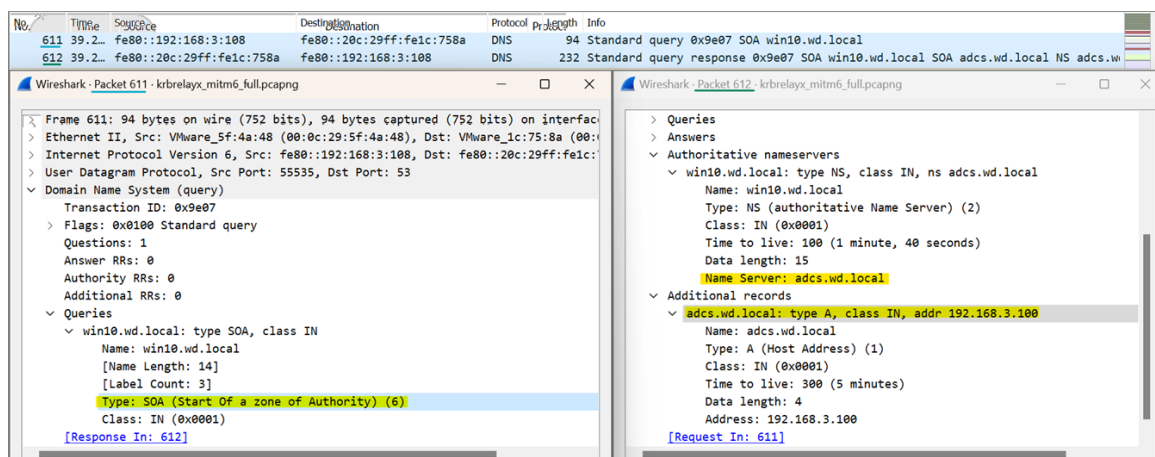 No. Time Source Destination Protocol Length Info
611 39.2… fe80::192:168:3:108 fe80::20c:29ff:fe1c:758a DNS 94 Standard query 0x9e07 SOA win10.wd.local
612 39.2… fe80::20c:29ff:fe1c:758a fe80::192:168:3:108 DNS 232 Standard query response 0x9e07 SOA win10.wd.local SOA adcs.wd.local NS adcs.w
Wireshark · Packet 611 · krbrelayx_mitm6_full.pcapng
> Frame 611: 94 bytes on wire (752 bits), 94 bytes captured (752 bits) on interfac
> Ethernet II, Src: VMware_5f:4a:48 (00:0c:29:5f:4a:48), Dst: VMware_1c:75:8a (00:
> Internet Protocol Version 6, Src: fe80::192:168:3:108, Dst: fe80::20c:29ff:fe1c:
> User Datagram Protocol, Src Port: 55535, Dst Port: 53
Domain Name System (query)
Transaction ID: 0x9e07
> Flags: 0x0100 Standard query
Questions: 1
Answer RRs: 0
Authority RRs: 0
Additional RRs: 0
Queries
win10.wd.local: type SOA, class IN
Name: win10.wd.local
[Name Length: 14]
[Label Count: 3]
Type: SOA (Start Of a zone of Authority) (6)
Class: IN (0x0001)
[Response In: 612]
Wireshark · Packet 612 · krbrelayx_mitm6_full.pcapng
> Queries
> Answers
Authoritative nameservers
win10.wd.local: type NS, class IN, ns adcs.wd.local
Name: win10.wd.local
Type: NS (authoritative Name Server) (2)
Class: IN (0x0001)
Time to live: 100 (1 minute, 40 seconds)
Data length: 15
Name Server: adcs.wd.local
Additional records
adcs.wd.local: type A, class IN, addr 192.168.3.100
Name: adcs.wd.local
Type: A (Host Address) (1)
Class: IN (0x0001)
Time to live: 300 (5 minutes)
Data length: 4
Address: 192.168.3.100
[Request In: 611]